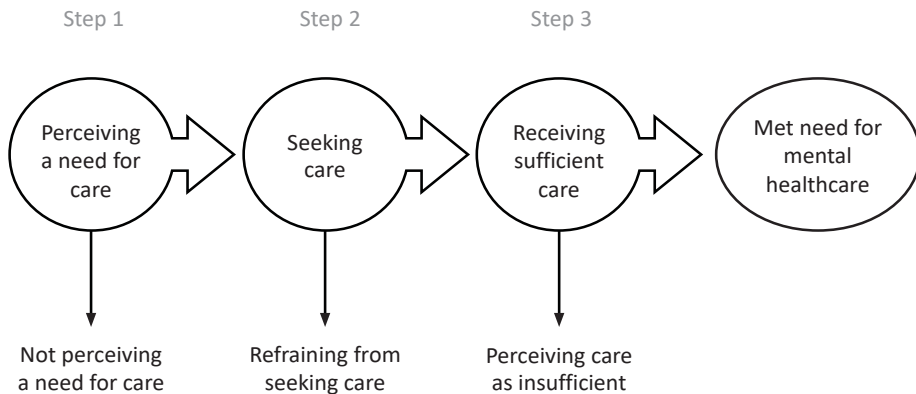 Step 1
Step 2
Step 3
Perceiving
a need for
care
Seeking
care
Receiving
sufficient
care
Met need for
mental
healthcare
Not perceiving
a need for care
Refraining from
seeking care
Perceiving care
as insufficient